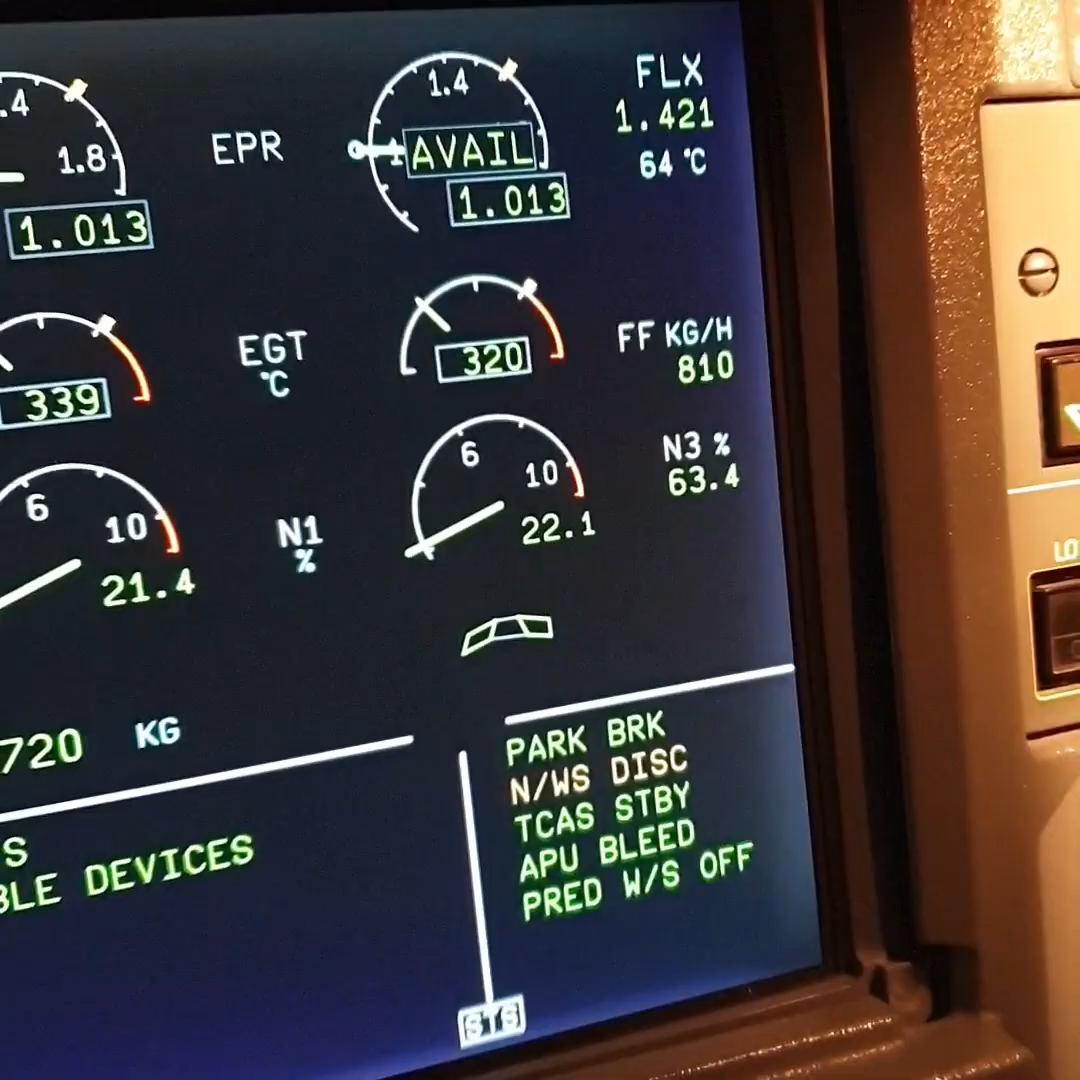 .4
1.8
1.013
EPR
1.4
AVAIL
1.013
FLX
1.421
64 °C
339
EGT
°C
320
FF KG/H
810
6
10
21.4
N1
%
6
10
22.1
N3 %
63.4
720 KG
S
BLE DEVICES
PARK BRK
N/WS DISC
TCAS STBY
APU BLEED
PRED W/S OFF
STS
LO